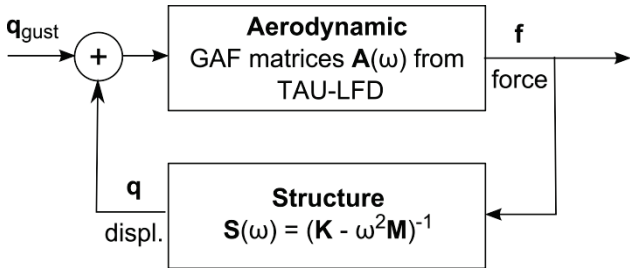 q_gust
+
Aerodynamic
GAF matrices A(ω) from
TAU-LFD
f
force
q
displ.
Structure
S(ω) = (K - ω²M)⁻¹